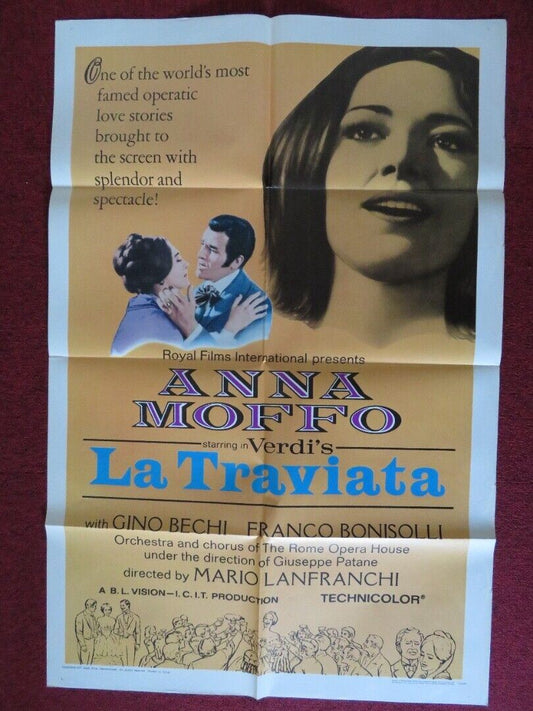 One of the world's most
famed operatic
love stories
brought to
the screen with
splendor and
spectacle!
Royal Films International presents
ANNA
MOFFO
starring in Verdi's
La Traviata
with GINO BECHI FRANCO BONISOLLI
Orchestra and chorus of The Rome Opera House
under the direction of Giuseppe Patane
directed by MARIO LANFRANCHI
A B.L. VISION-I.C.I.T. PRODUCTION TECHNICOLOR®